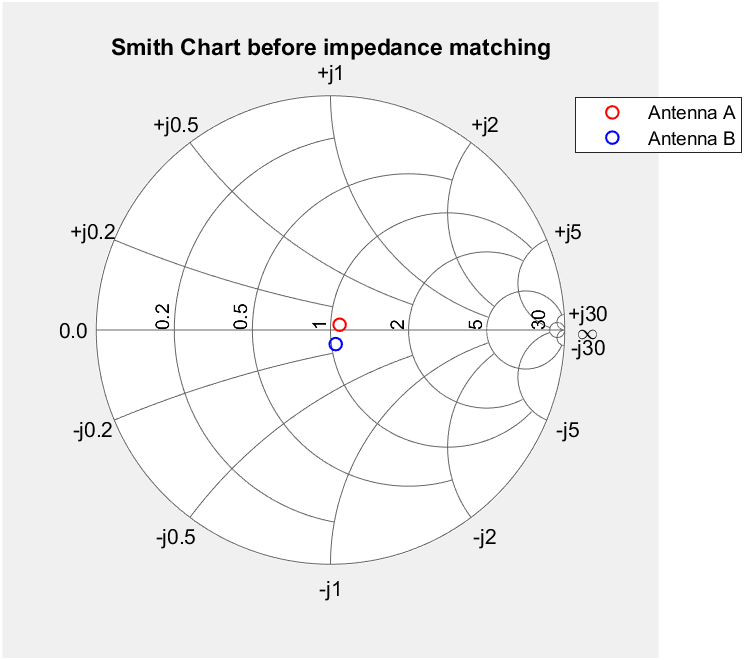 Smith Chart before impedance matching
+j1
Antenna A
Antenna B
+j0.5
+j2
+j0.2
+j5
0.0
0.2
0.5
1
2
5
30
+j30
∞
-j30
-j0.2
-j5
-j0.5
-j2
-j1